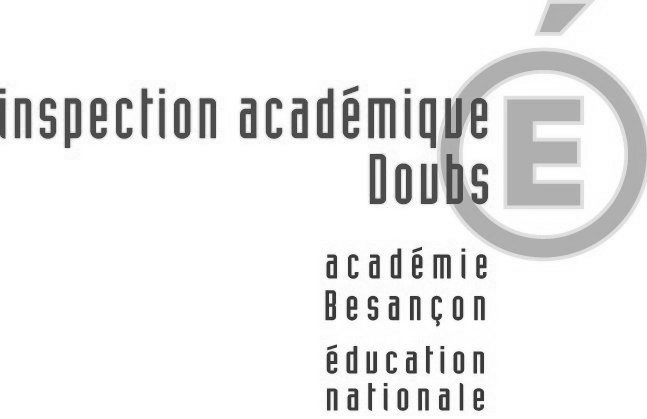 inspection académique
Doubs
É
académie
Besançon
éducation
nationale